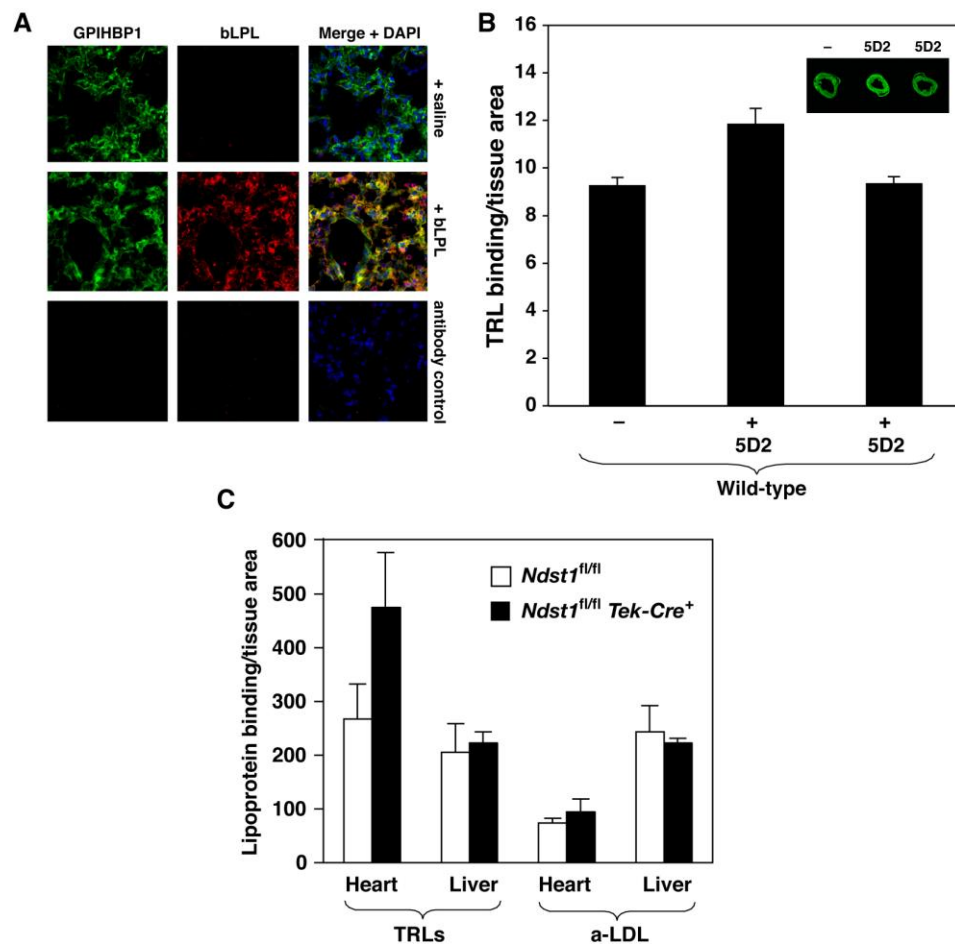 A
GPIHBP1 bLPL Merge + DAPI
+ saline
+ bLPL
antibody control
B
TRL binding/tissue area
16
14
12
10
8
6
4
2
0
– 5D2 5D2
– + +
5D2 5D2
Wild-type
C
Lipoprotein binding/tissue area
600
500
400
300
200
100
0
Ndst1fl/fl
Ndst1fl/fl Tek-Cre+
Heart Liver Heart Liver
TRLs a-LDL